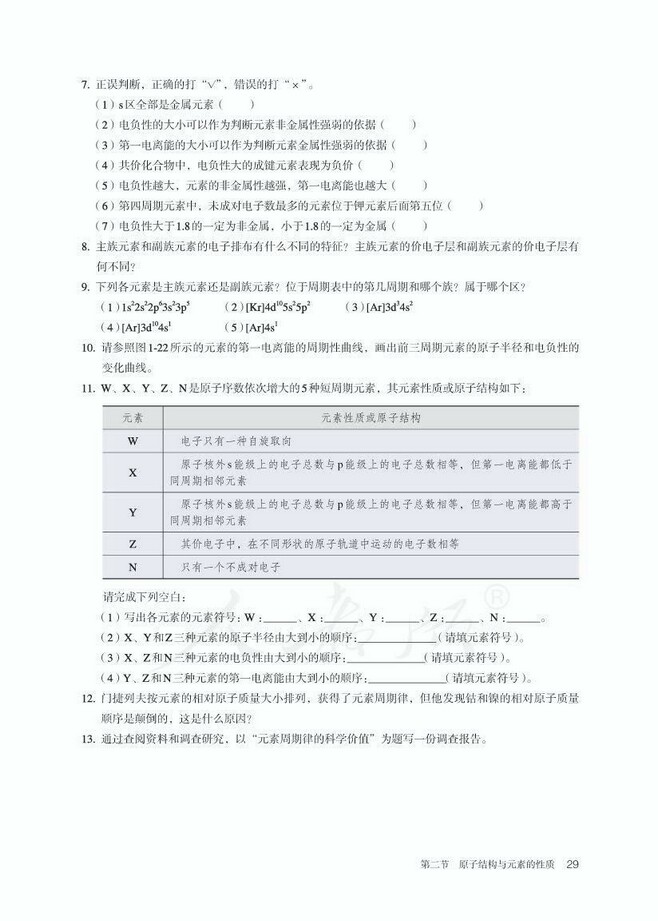 7. 正误判断，正确的打“√”，错误的打“×”。
（1）s区全部是金属元素（　　）
（2）电负性的大小可以作为判断元素非金属性强弱的依据（　　）
（3）第一电离能的大小可以作为判断元素金属性强弱的依据（　　）
（4）共价化合物中，电负性大的成键元素表现为负价（　　）
（5）电负性越大，元素的非金属性越强，第一电离能也越大（　　）
（6）第四周期元素中，未成对电子数最多的元素位于钾元素后面第五位（　　）
（7）电负性大于1.8的一定为非金属，小于1.8的一定为金属（　　）
8. 主族元素和副族元素的电子排布有什么不同的特征？主族元素的价电子层和副族元素的价电子层有
何不同？
9. 下列各元素是主族元素还是副族元素？位于周期表中的第几周期和哪个族？属于哪个区？
（1）1s²2s²2p⁶3s²3p⁵　（2）[Kr]4d¹⁰5s²5p²　（3）[Ar]3d³4s²
（4）[Ar]3d¹⁰4s¹　（5）[Ar]4s¹
10. 请参照图1-22所示的元素的第一电离能的周期性曲线，画出前三周期元素的原子半径和电负性的
变化曲线。
11. W、X、Y、Z、N是原子序数依次增大的5种短周期元素，其元素性质或原子结构如下：
元素　元素性质或原子结构
W　电子只有一种自旋取向
X　原子核外s能级上的电子总数与p能级上的电子总数相等，但第一电离能都低于
同周期相邻元素
Y　原子核外s能级上的电子总数与p能级上的电子总数相等，但第一电离能都高于
同周期相邻元素
Z　其价电子中，在不同形状的原子轨道中运动的电子数相等
N　只有一个不成对电子
请完成下列空白：
（1）写出各元素的元素符号：W：______、X：______、Y：______、Z：______、N：______。
（2）X、Y和Z三种元素的原子半径由大到小的顺序：______________（请填元素符号）。
（3）X、Z和N三种元素的电负性由大到小的顺序：______________（请填元素符号）。
（4）Y、Z和N三种元素的第一电离能由大到小的顺序：______________（请填元素符号）。
12. 门捷列夫按元素的相对原子质量大小排列，获得了元素周期律，但他发现钴和镍的相对原子质量
顺序是颠倒的，这是什么原因？
13. 通过查阅资料和调查研究，以“元素周期律的科学价值”为题写一份调查报告。
第二节　原子结构与元素的性质　29